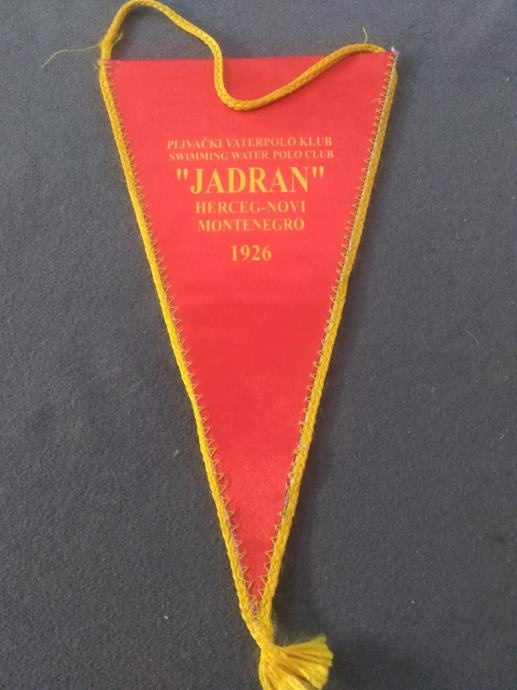 PLIVAČKI VATERPOLO KLUB
SWIMMING WATER POLO CLUB
"JADRAN"
HERCEG-NOVI
MONTENEGRO
1926